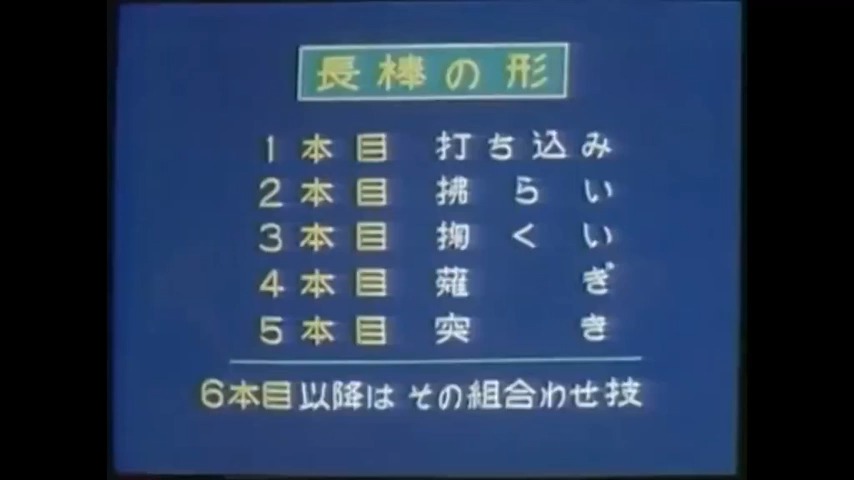 長棒の形
1本目 打ち込み
2本目 拂らい
3本目 掬くい
4本目 薙ぎ
5本目 突き
6本目以降は その組合わせ技